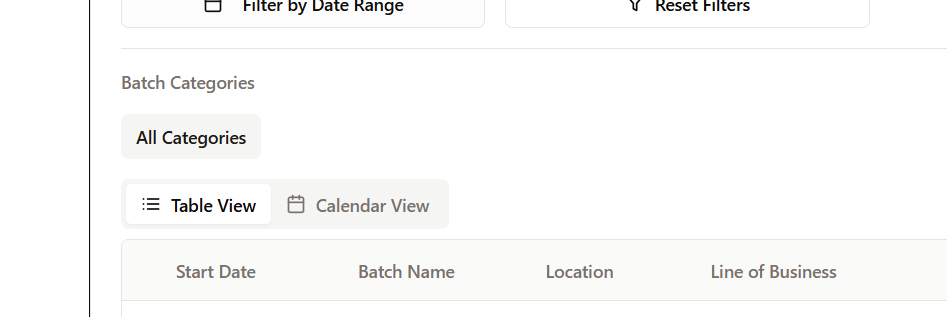 Filter by Date Range Reset Filters
Batch Categories
All Categories
Table View Calendar View
Start Date Batch Name Location Line of Business